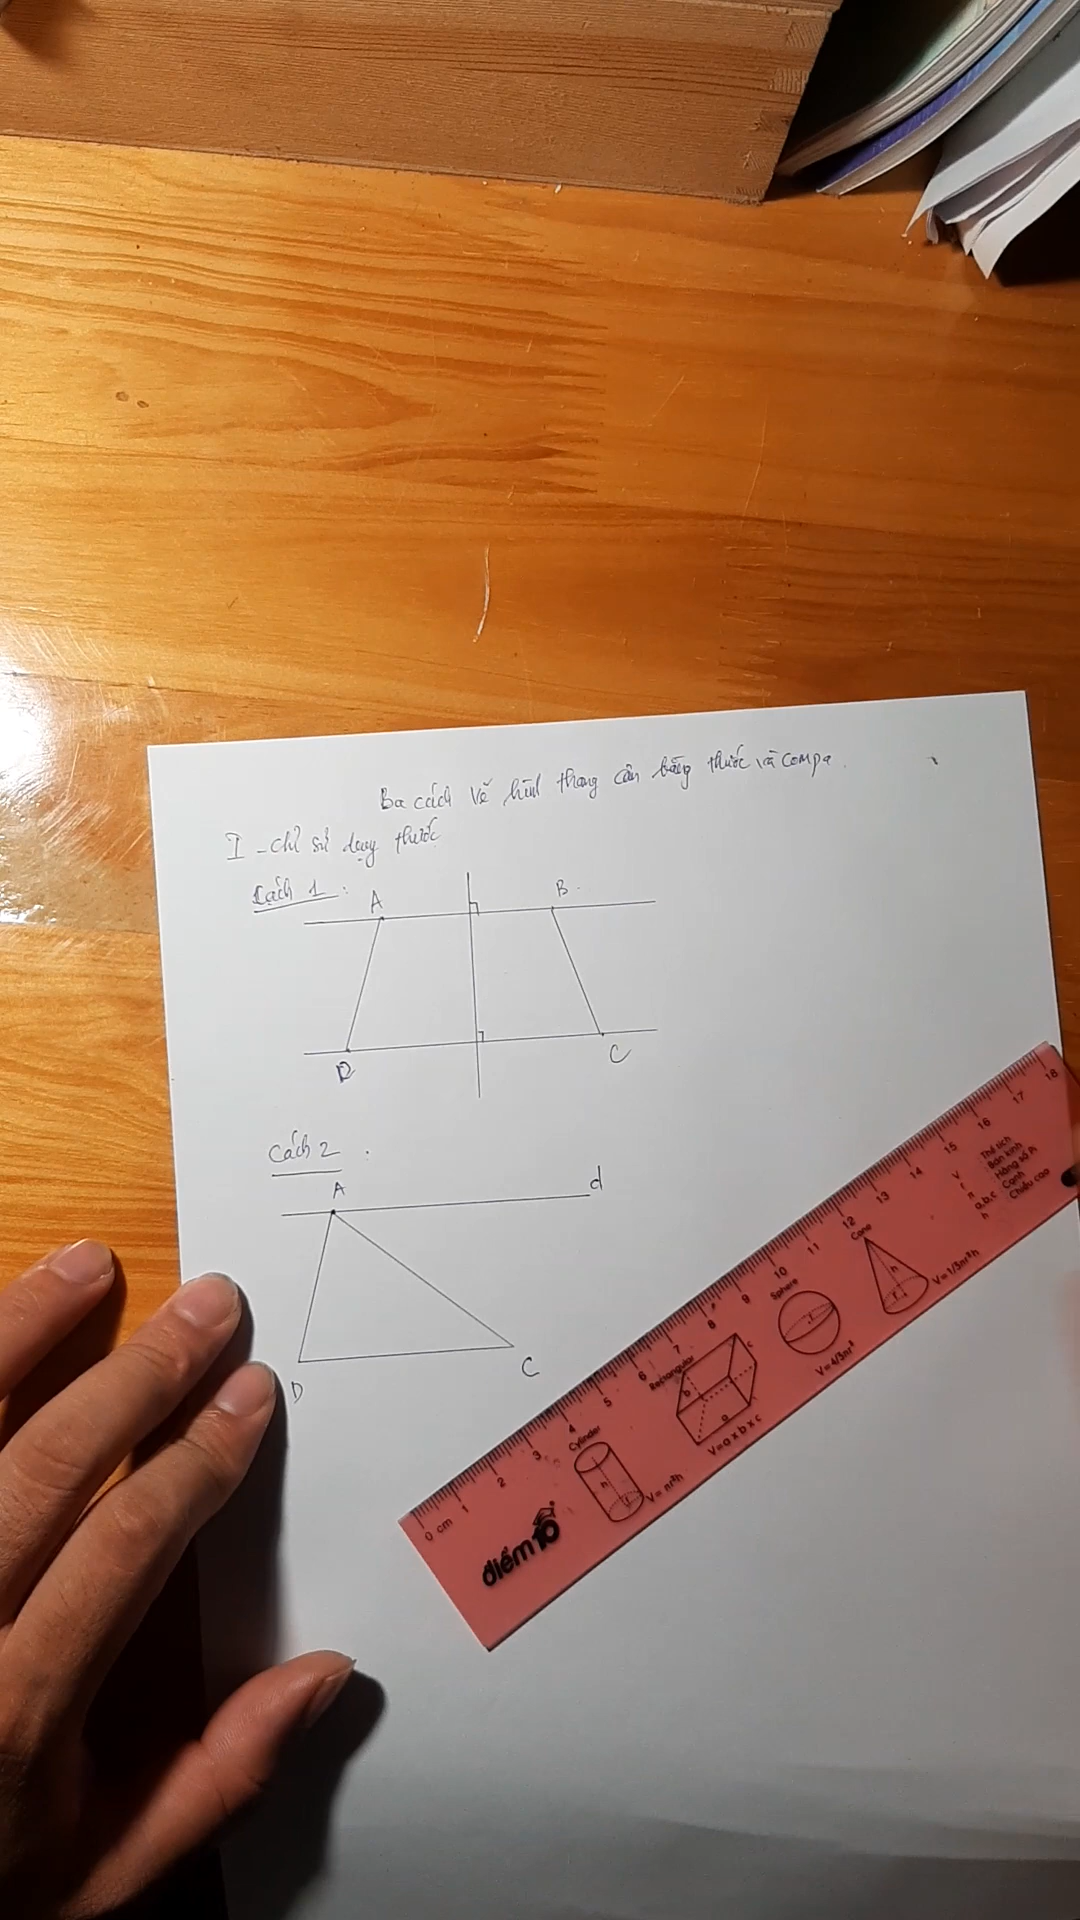 Ba cách vẽ hình thang cân bằng thước và compa.
I - chỉ sử dụng thước
Cách 1:
A B
D C
Cách 2
A d
D C
0 cm 1 2 3 4 5 6 7 8 9 10 11 12 13 14 15 16 17 18
điểm 10
Cylinder
h
r
V = πr²h
Rectangular
a
b
c
V = a x b x c
Sphere
r
V = 4/3πr³
Cone
h
r
V = 1/3πr²h
V Thể tích
r Bán kính
π Hằng số π
a,b,c Cạnh
h Chiều cao